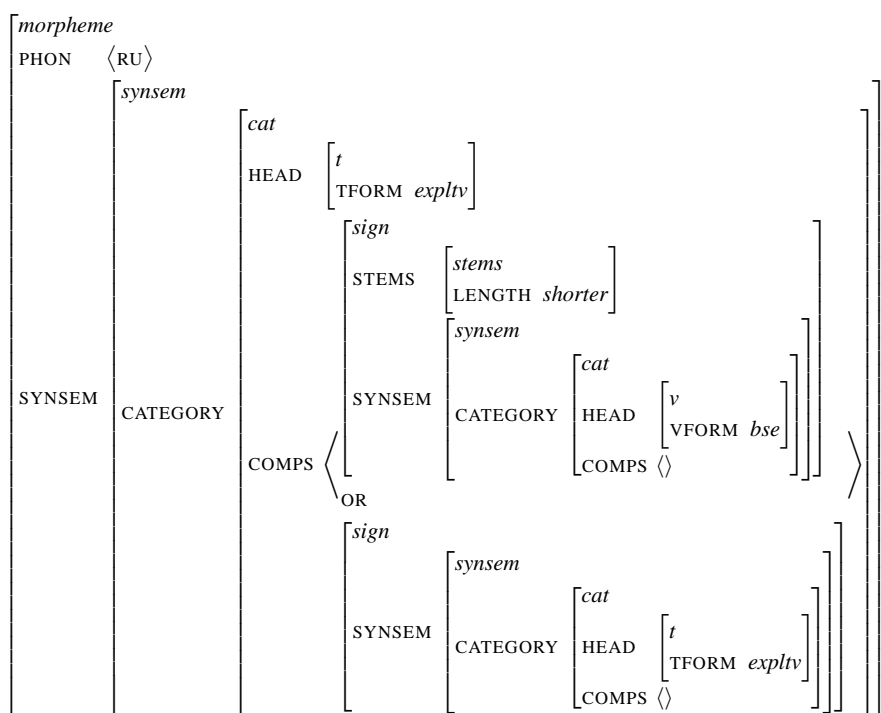 morpheme
PHON ⟨RU⟩
synsem
cat
HEAD t
TFORM expltv
sign
STEMS stems
LENGTH shorter
synsem
cat
SYNSEM CATEGORY SYNSEM CATEGORY HEAD v
VFORM bse
COMPS ⟨ COMPS ⟨⟩ ⟩
OR
sign
synsem
cat
SYNSEM CATEGORY HEAD t
TFORM expltv
COMPS ⟨⟩